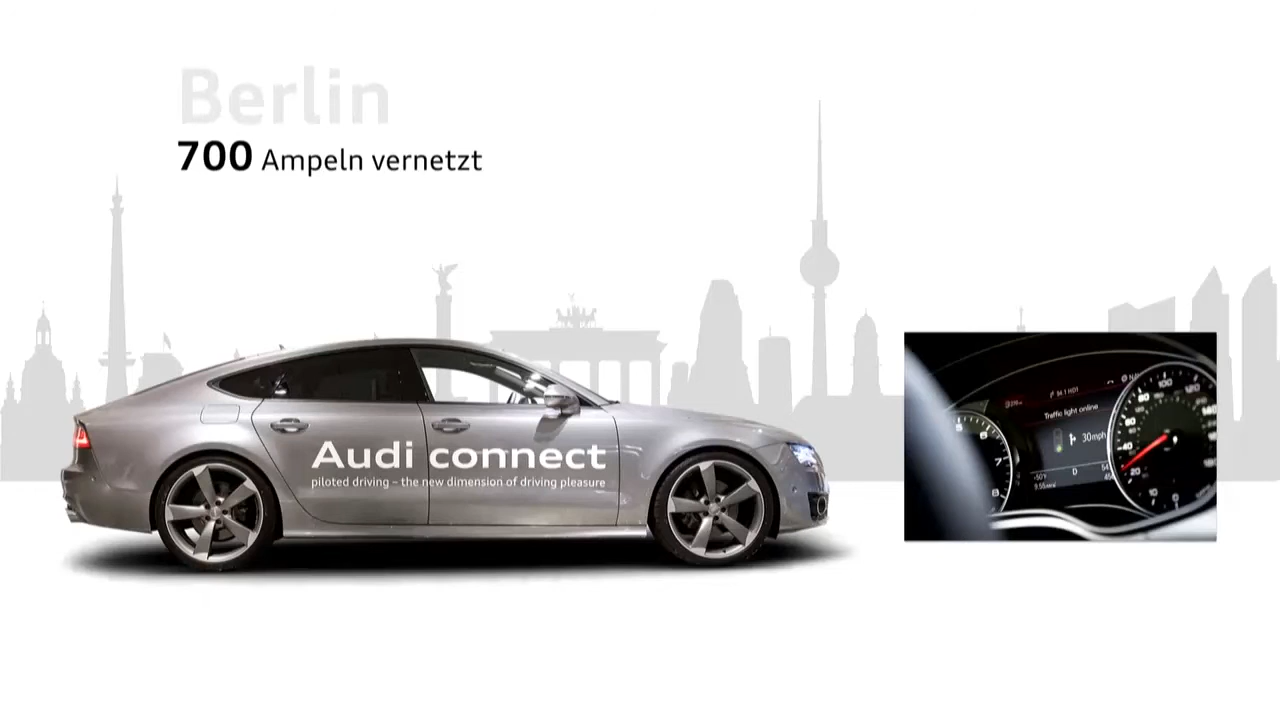 Berlin
700 Ampeln vernetzt
Audi connect
piloted driving – the new dimension of driving pleasure
Traffic light online
30mph